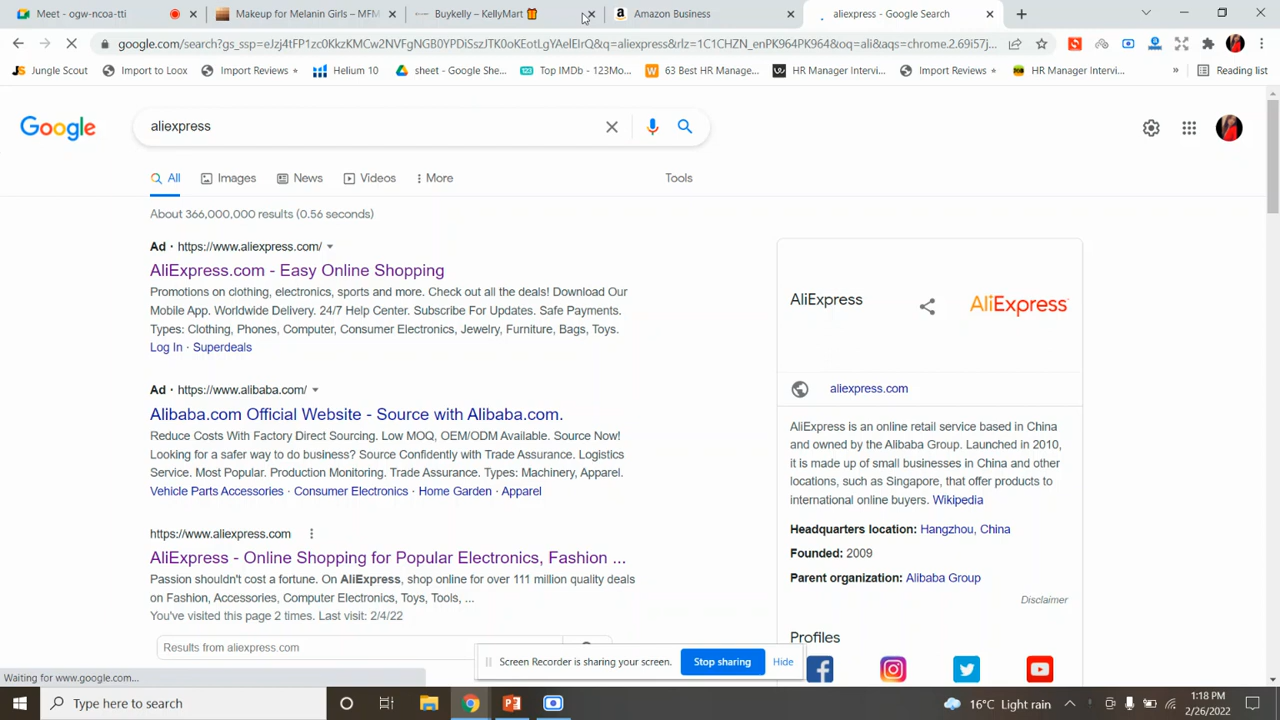 Meet - ogw-ncoa-tti
Makeup for Melanin Girls – MFM
Buykelly – KellyMart
Amazon Business
aliexpress - Google Search
google.com/search?gs_ssp=eJzj4tFP1zc0KkzKMCw2NVFgNGB0YPDiSsrJTK0oKEotLgYAeIElrQ&q=aliexpress&rlz=1C1CHZN_enPK964PK964&oq=ali&aqs=chrome.2.69i57j...
Jungle Scout
Import to Loox
Import Reviews
Helium 10
sheet - Google She...
Top IMDb - 123Mo...
63 Best HR Manage...
HR Manager Intervi...
Import Reviews
HR Manager Intervi...
»
Reading list
Google
aliexpress
All
Images
News
Videos
More
Tools
About 366,000,000 results (0.56 seconds)
Ad · https://www.aliexpress.com/
AliExpress.com - Easy Online Shopping
Promotions on clothing, electronics, sports and more. Check out all the deals! Download Our
Mobile App. Worldwide Delivery. 24/7 Help Center. Subscribe For Updates. Safe Payments.
Types: Clothing, Phones, Computer, Consumer Electronics, Jewelry, Furniture, Bags, Toys.
Log In · Superdeals
Ad · https://www.alibaba.com/
Alibaba.com Official Website - Source with Alibaba.com.
Reduce Costs With Factory Direct Sourcing. Low MOQ, OEM/ODM Available. Source Now!
Looking for a safer way to do business? Source Confidently with Trade Assurance. Logistics
Service. Most Popular. Production Monitoring. Trade Assurance. Types: Machinery, Apparel.
Vehicle Parts Accessories · Consumer Electronics · Home Garden · Apparel
https://www.aliexpress.com
AliExpress - Online Shopping for Popular Electronics, Fashion ...
Passion shouldn't cost a fortune. On AliExpress, shop online for over 111 million quality deals
on Fashion, Accessories, Computer Electronics, Toys, Tools, ...
You've visited this page 2 times. Last visit: 2/4/22
Results from aliexpress.com
AliExpress
AliExpress
aliexpress.com
AliExpress is an online retail service based in China
and owned by the Alibaba Group. Launched in 2010,
it is made up of small businesses in China and other
locations, such as Singapore, that offer products to
international online buyers. Wikipedia
Headquarters location: Hangzhou, China
Founded: 2009
Parent organization: Alibaba Group
Disclaimer
Profiles
Screen Recorder is sharing your screen.
Stop sharing
Hide
Waiting for www.google.com...
Type here to search
16°C Light rain
1:18 PM
2/26/2022